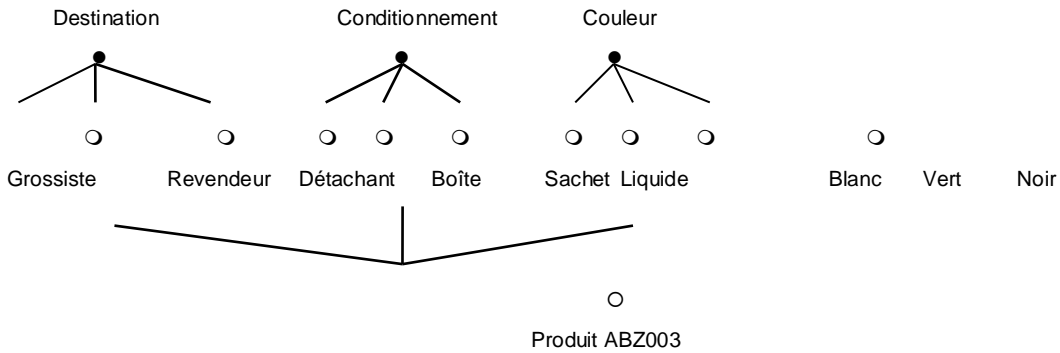 Destination Conditionnement Couleur
Grossiste Revendeur Détachant Boîte Sachet Liquide Blanc Vert Noir
Produit ABZ003